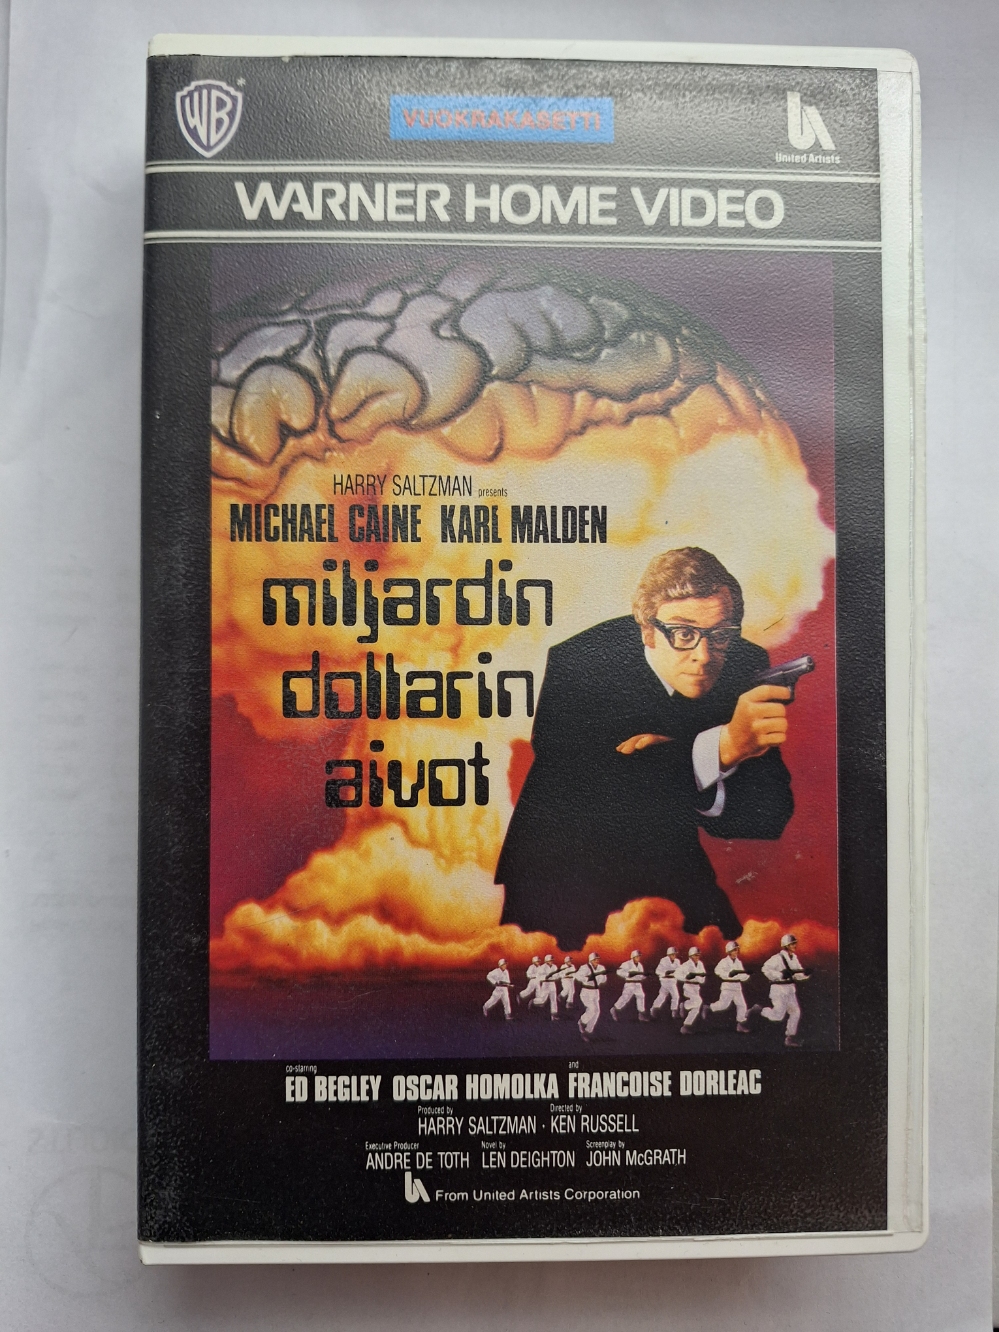 WB
VUOKRAKASETTI
United Artists
WARNER HOME VIDEO
HARRY SALTZMAN presents
MICHAEL CAINE KARL MALDEN
miljardin
dollarin
aivot
co-starring and
ED BEGLEY OSCAR HOMOLKA FRANCOISE DORLEAC
Produced by Directed by
HARRY SALTZMAN · KEN RUSSELL
Executive Producer Novel by Screenplay by
ANDRE DE TOTH LEN DEIGHTON JOHN McGRATH
From United Artists Corporation